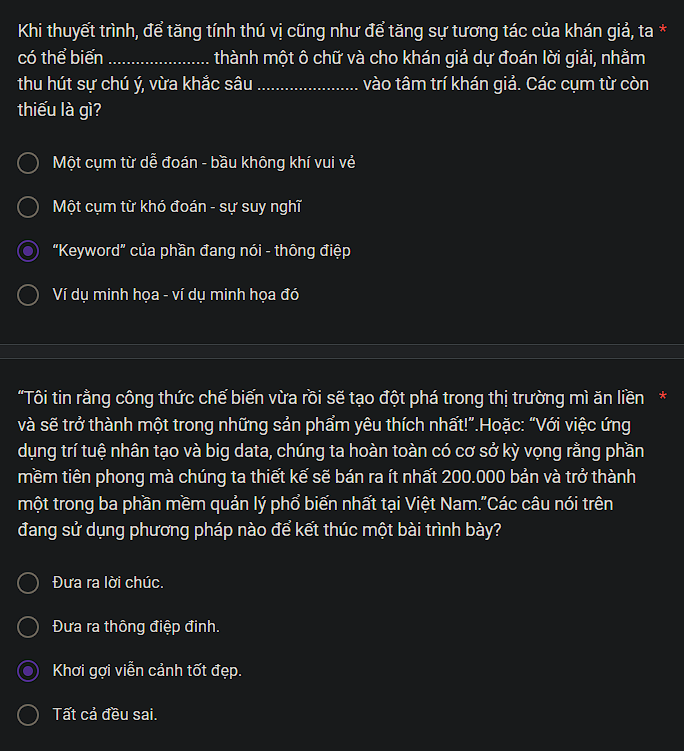 Khi thuyết trình, để tăng tính thú vị cũng như để tăng sự tương tác của khán giả, ta *
có thể biến ..................... thành một ô chữ và cho khán giả dự đoán lời giải, nhằm
thu hút sự chú ý, vừa khắc sâu ..................... vào tâm trí khán giả. Các cụm từ còn
thiếu là gì?
Một cụm từ dễ đoán - bầu không khí vui vẻ
Một cụm từ khó đoán - sự suy nghĩ
“Keyword” của phần đang nói - thông điệp
Ví dụ minh họa - ví dụ minh họa đó
“Tôi tin rằng công thức chế biến vừa rồi sẽ tạo đột phá trong thị trường mì ăn liền *
và sẽ trở thành một trong những sản phẩm yêu thích nhất!”.Hoặc: “Với việc ứng
dụng trí tuệ nhân tạo và big data, chúng ta hoàn toàn có cơ sở kỳ vọng rằng phần
mềm tiên phong mà chúng ta thiết kế sẽ bán ra ít nhất 200.000 bản và trở thành
một trong ba phần mềm quản lý phổ biến nhất tại Việt Nam.”Các câu nói trên
đang sử dụng phương pháp nào để kết thúc một bài trình bày?
Đưa ra lời chúc.
Đưa ra thông điệp đinh.
Khơi gợi viễn cảnh tốt đẹp.
Tất cả đều sai.